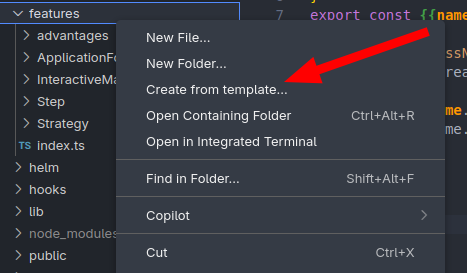 features
7 export const {{name
advantages
ApplicationFo
InteractiveMa
Step
Strategy
TS index.ts
helm
hooks
lib
node_modules
public
New File...
New Folder...
Create from template...
Open Containing Folder Ctrl+Alt+R
Open in Integrated Terminal
Find in Folder... Shift+Alt+F
Copilot
Cut Ctrl+X